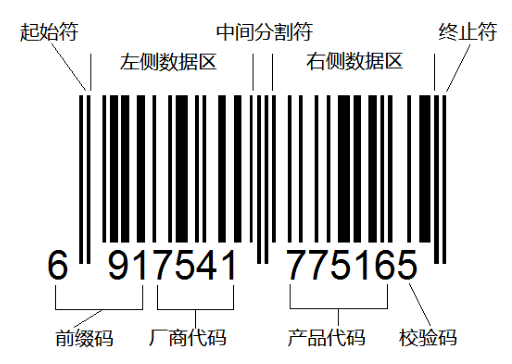 起始符 中间分割符 终止符
左侧数据区 右侧数据区
6 917541 775165
前缀码 厂商代码 产品代码 校验码